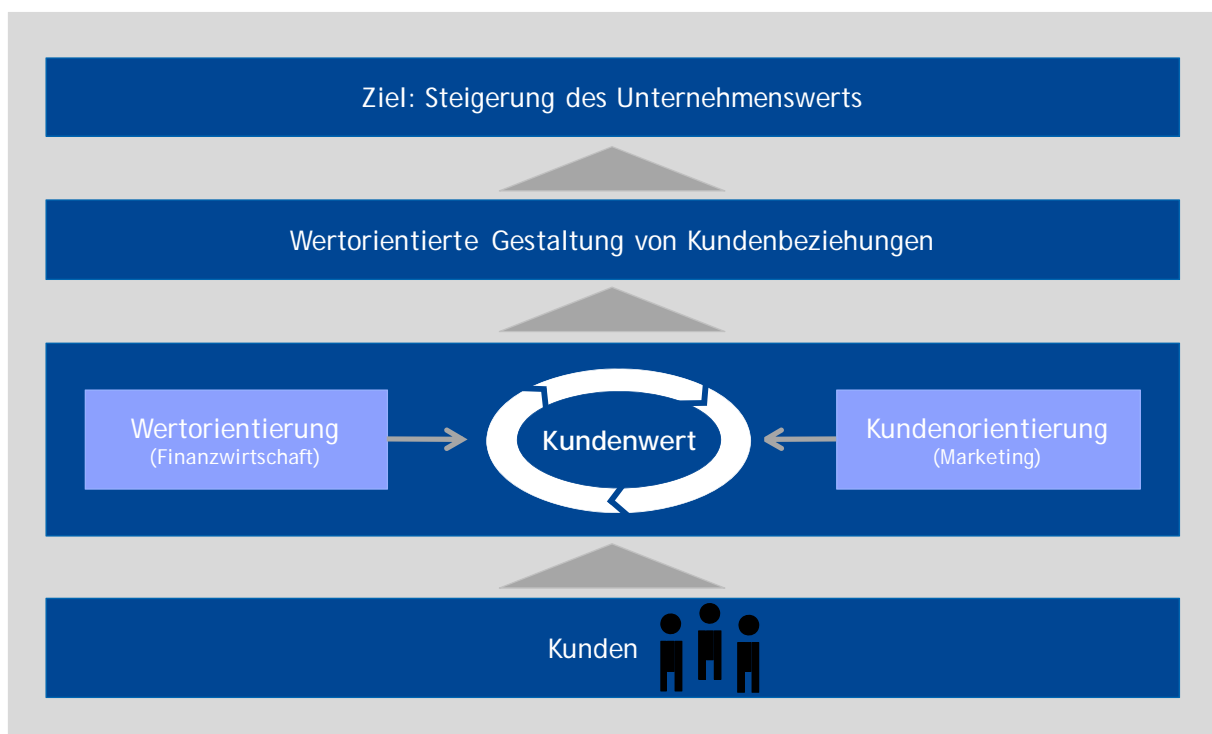 Ziel: Steigerung des Unternehmenswerts
Wertorientierte Gestaltung von Kundenbeziehungen
Wertorientierung
(Finanzwirtschaft)
Kundenwert
Kundenorientierung
(Marketing)
Kunden